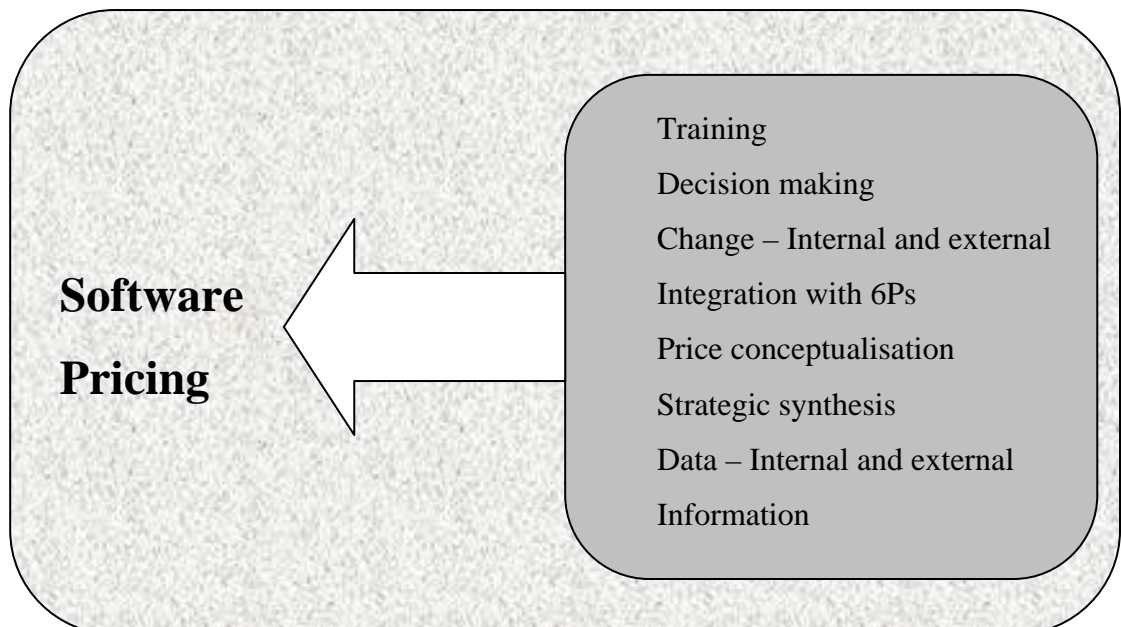 Software
Pricing
Training
Decision making
Change – Internal and external
Integration with 6Ps
Price conceptualisation
Strategic synthesis
Data – Internal and external
Information